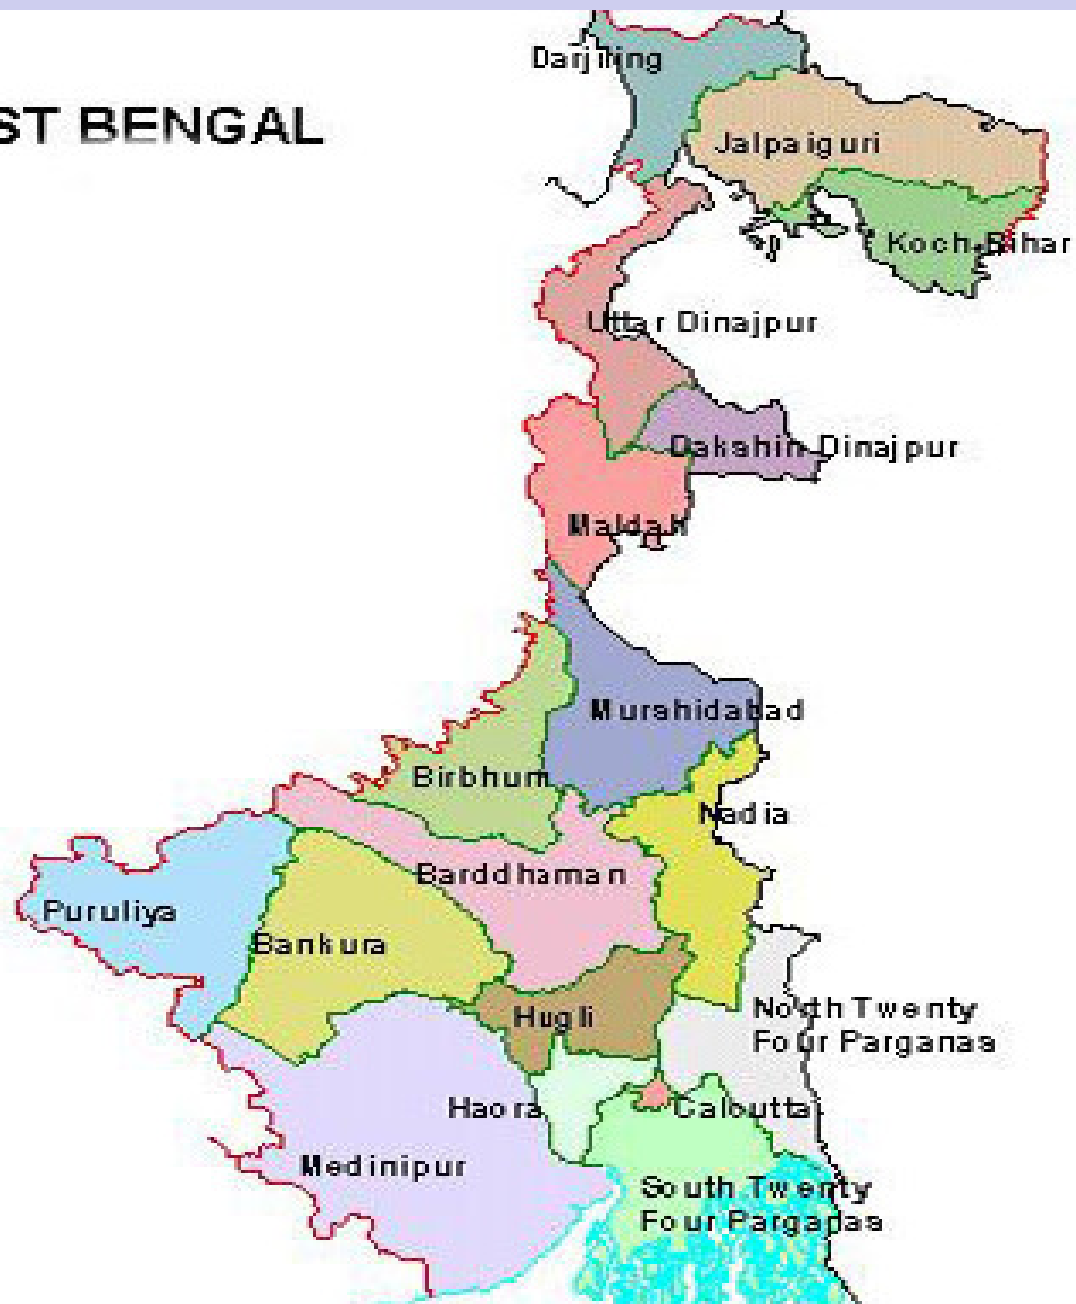 Darjiling
ST BENGAL
Jalpaiguri
Koch Bihar
Uttar Dinajpur
Dakshin Dinajpur
Maldah
Murshidabad
Birbhum
Nadia
Barddhaman
Puruliya
Bankura
North Twenty
Four Parganas
Hugli
Haora
Calcutta
Medinipur
South Twenty
Four Parganas